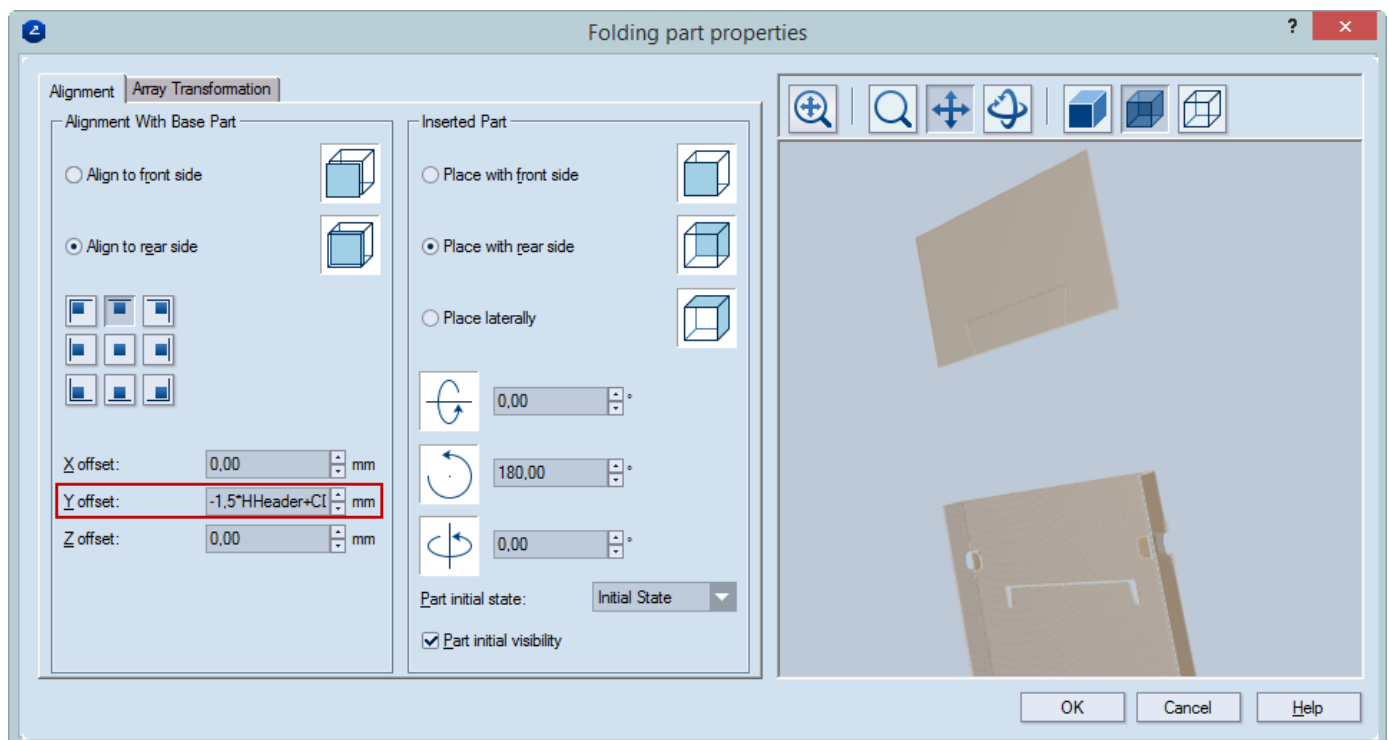 Folding part properties
?
Alignment
Array Transformation
Alignment With Base Part
Align to front side
Align to rear side
X offset:
0,00
mm
Y offset:
-1,5*HHeader+C
mm
Z offset:
0,00
mm
Inserted Part
Place with front side
Place with rear side
Place laterally
0,00
°
180,00
°
0,00
°
Part initial state:
Initial State
Part initial visibility
OK
Cancel
Help